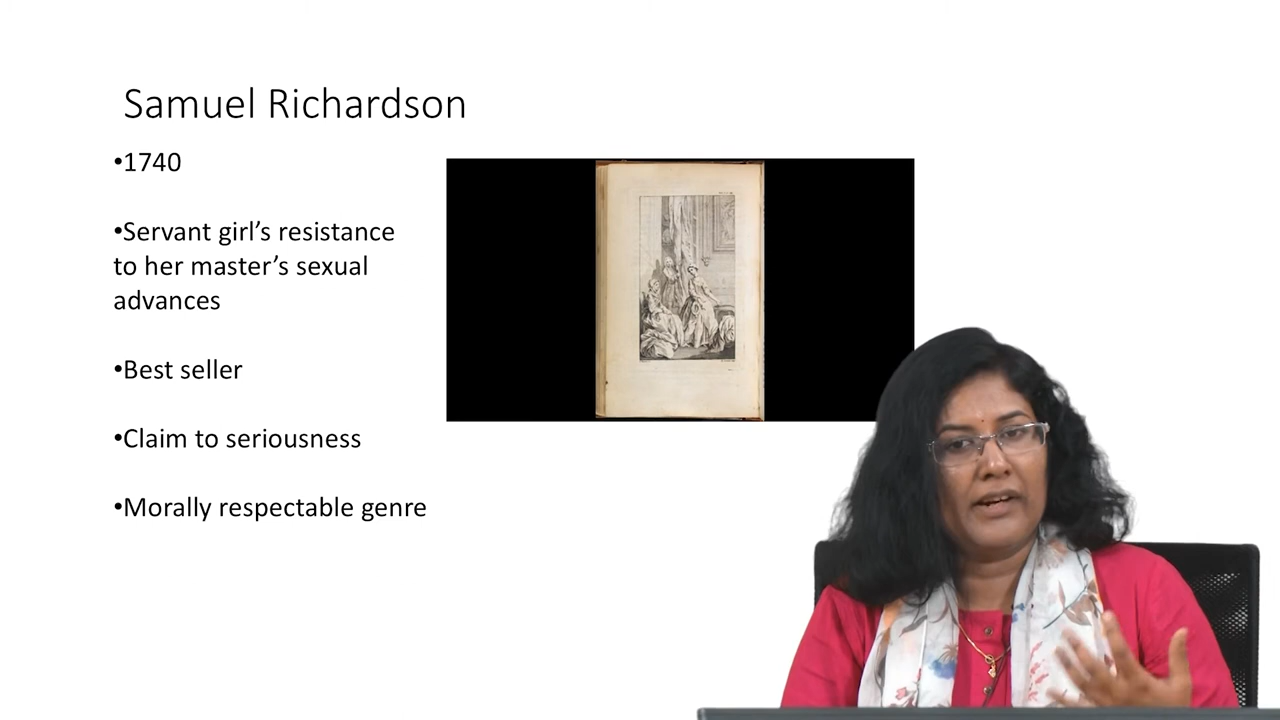 Samuel Richardson
•1740
•Servant girl’s resistance
to her master’s sexual
advances
•Best seller
•Claim to seriousness
•Morally respectable genre